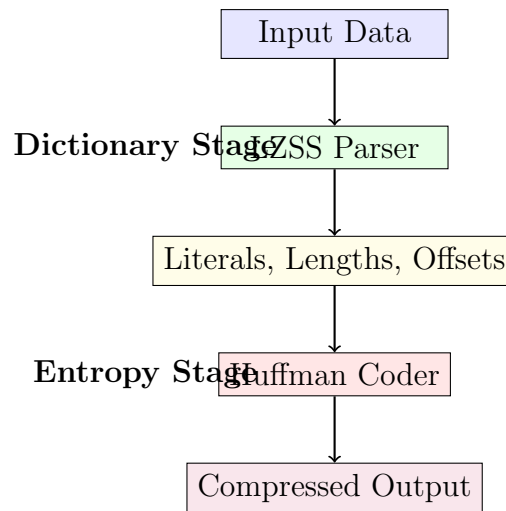 Input Data
Dictionary Stage
LZSS Parser
Literals, Lengths, Offsets
Entropy Stage
Huffman Coder
Compressed Output